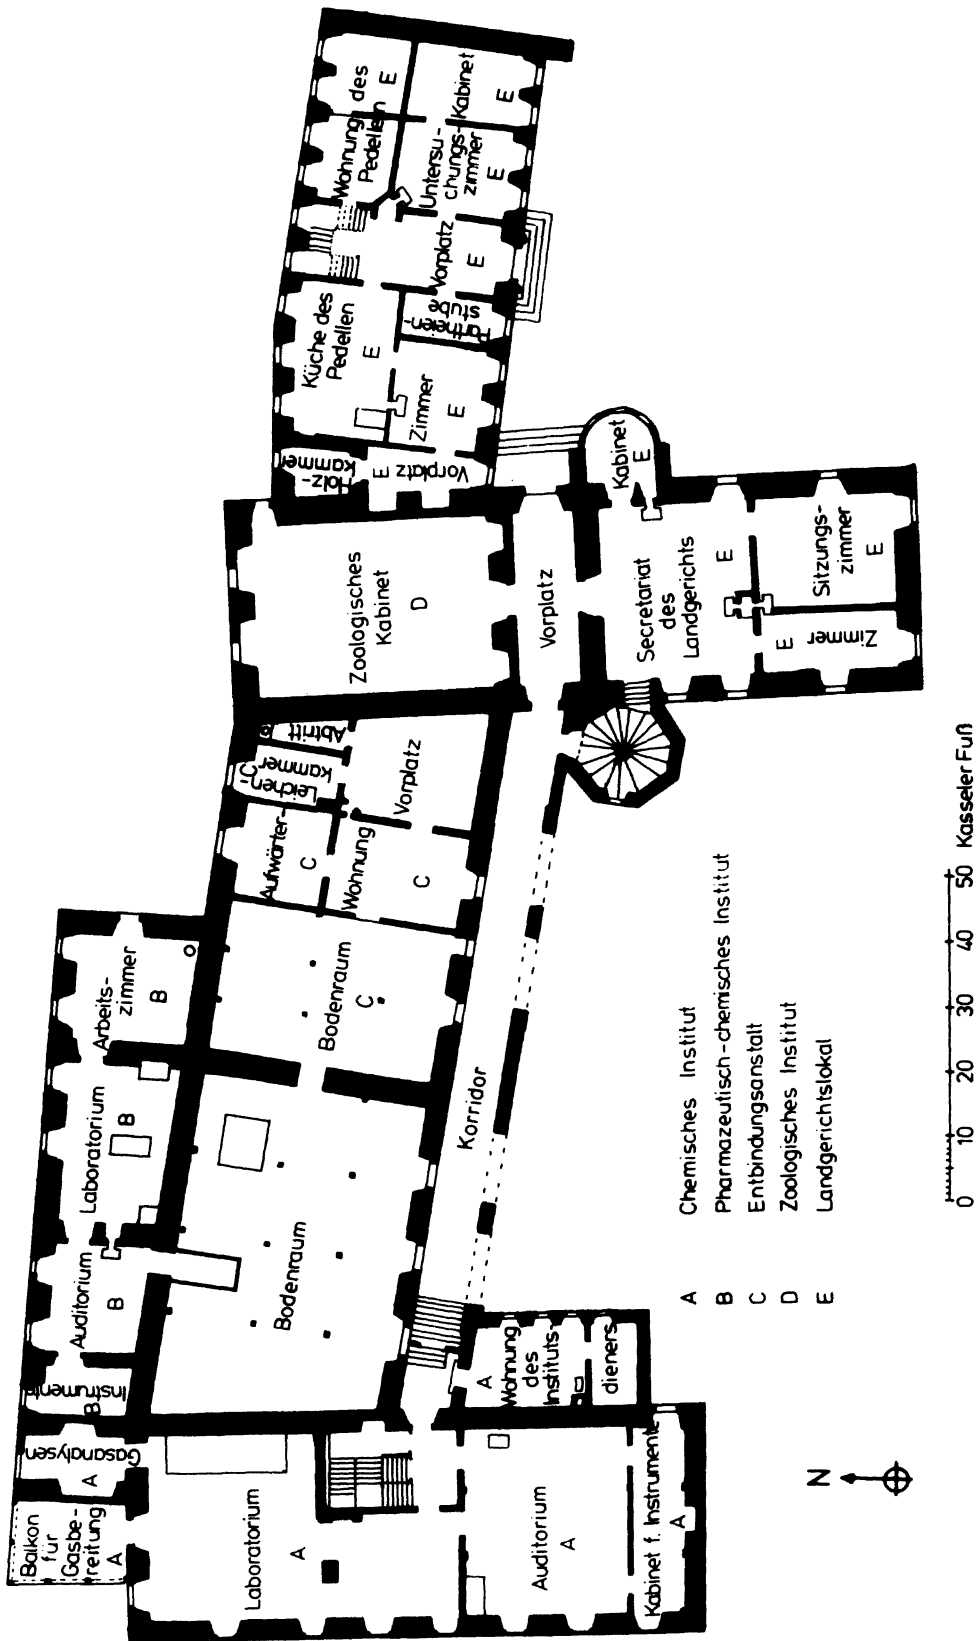 Wohnung des
Pedellen
E
Kabinet
E
Untersu-
chungs-
zimmer
E
Vorplatz
E
Partheien-
stube
Küche des
Pedellen
E
Zimmer
E
Holz-
kammer
E
Vorplatz
Kabinet
E
Zoologisches
Kabinet
D
Vorplatz
Secretariat
des
Landgerichts
E
Sitzungs-
zimmer
E
Zimmer
E
Abtritt
Leichen-
kammer
C
Vorplatz
Aufwärter-
C
Wohnung
C
Bodenraum
C
Arbeits-
zimmer
B
Laboratorium
B
Auditorium
B
Instrumente
B
Bodenraum
Korridor
Gasanalysen
A
Balkon
für
Gasbe-
reitung
A
Laboratorium
A
Wohnung
des
Instituts-
dieners
A
Auditorium
A
Kabinet f. Instrumente
A
A Chemisches Institut
B Pharmazeutisch-chemisches Institut
C Entbindungsanstalt
D Zoologisches Institut
E Landgerichtslokal
0 10 20 30 40 50 Kasseler Fuß
N